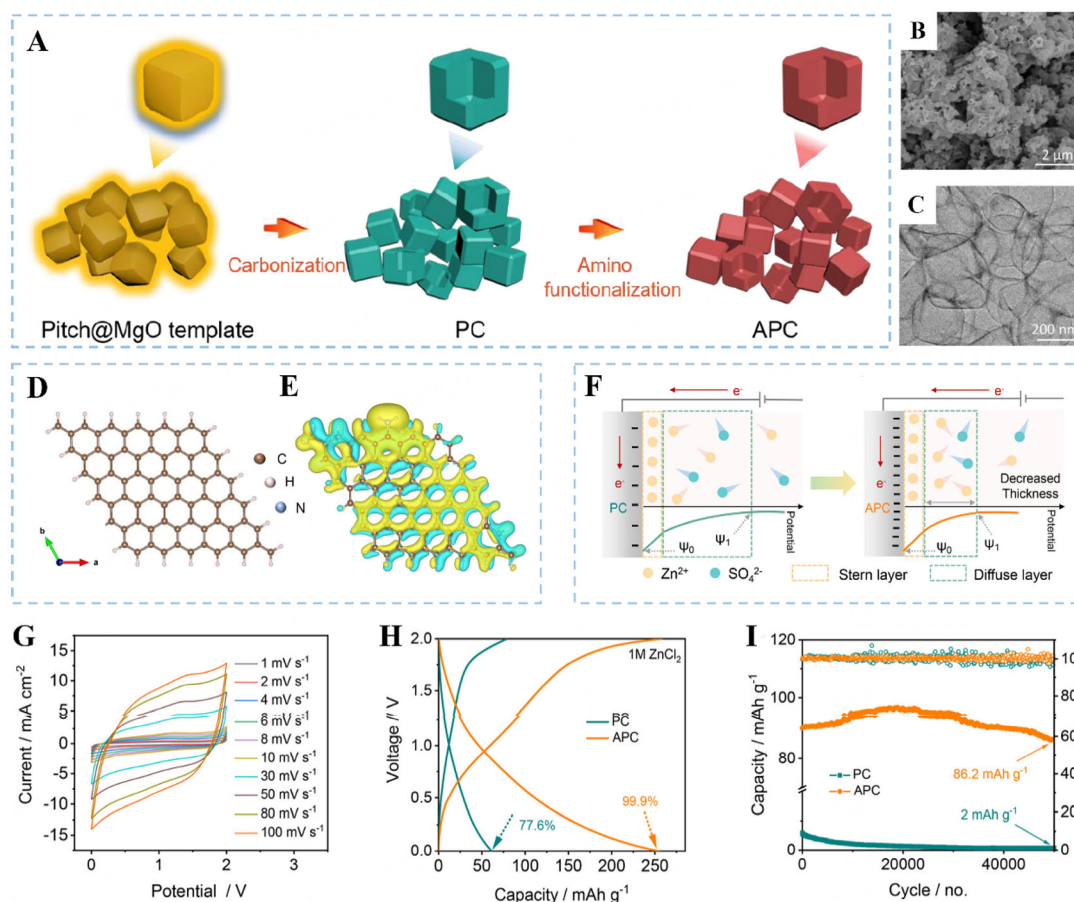 A
Pitch@MgO template
Carbonization
PC
Amino
functionalization
APC
B
2 μm
C
200 nm
D
C
H
N
b
a
E
F
e-
e-
PC
Ψ0
Ψ1
Potential
e-
e-
APC
Decreased
Thickness
Ψ0
Ψ1
Potential
Zn2+
SO42-
Stern layer
Diffuse layer
G
Current / mA cm-2
15
10
5
0
-5
-10
-15
0
1
2
3
Potential / V
1 mV s-1
2 mV s-1
4 mV s-1
6 mV s-1
8 mV s-1
10 mV s-1
30 mV s-1
50 mV s-1
80 mV s-1
100 mV s-1
H
Voltage // V
2.0
1.0
0.0
1M ZnCl2
PC
APC
77.6%
99.9%
0
50
100
150
200
250
300
Capacity / mAh g-1
I
Capacity / mAh g-1
120
100
80
0
100
80
60
40
20
0
86.2 mAh g-1
PC
APC
2 mAh g-1
0
20000
40000
Cycle / no.